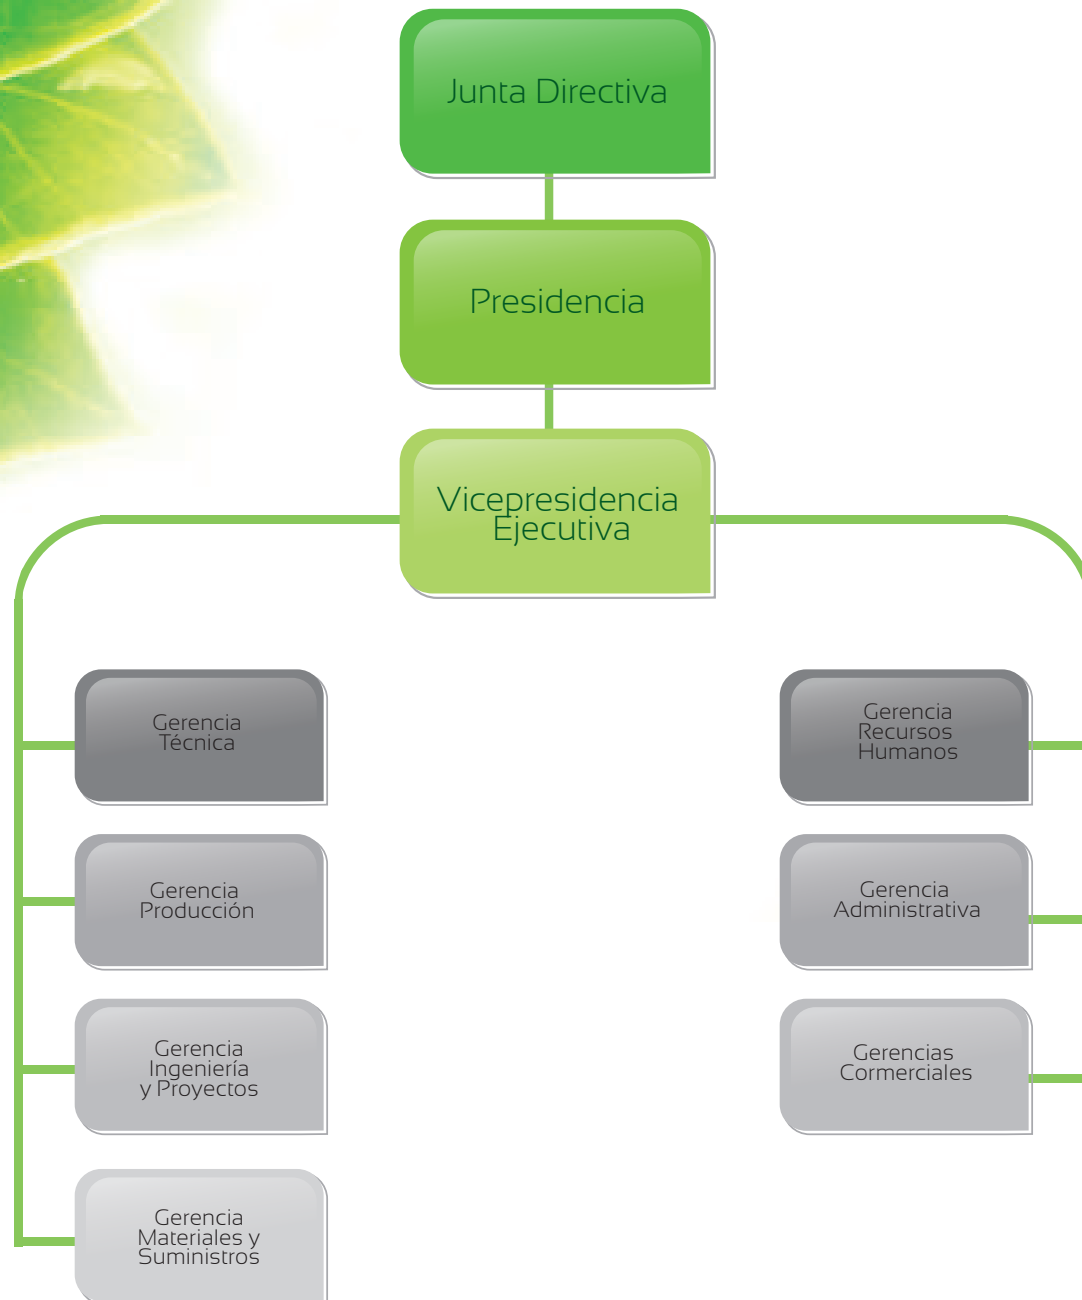 Junta Directiva
Presidencia
Vicepresidencia
Ejecutiva
Gerencia
Técnica
Gerencia
Producción
Gerencia
Ingeniería
y Proyectos
Gerencia
Materiales y
Suministros
Gerencia
Recursos
Humanos
Gerencia
Administrativa
Gerencias
Cormerciales